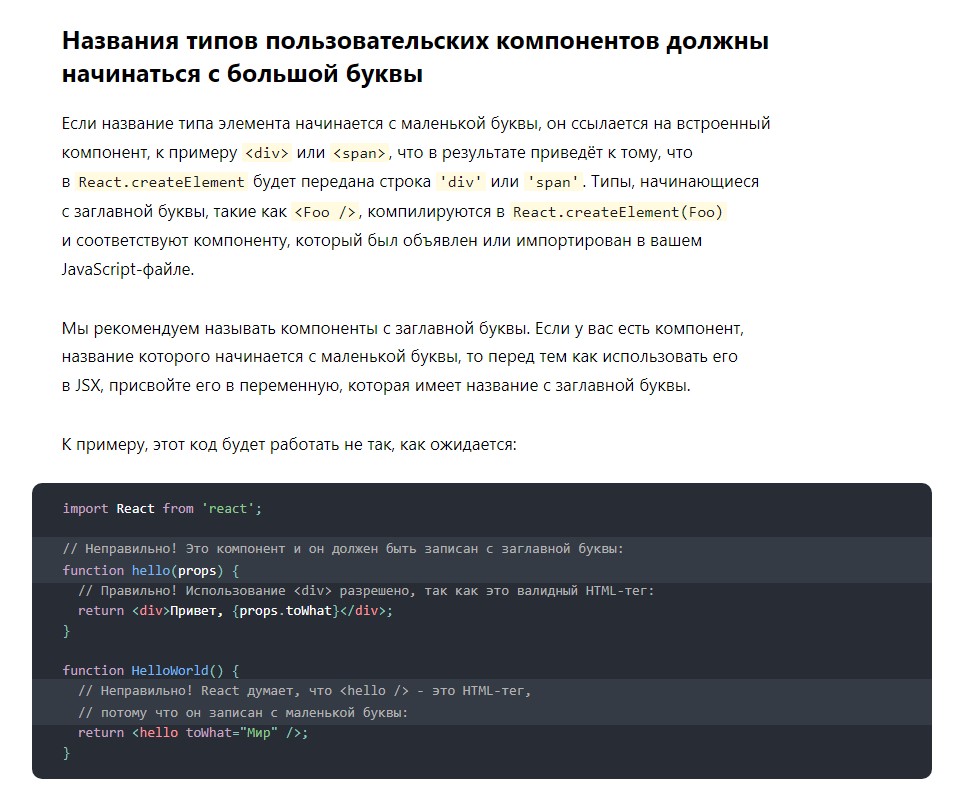 Названия типов пользовательских компонентов должны
начинаться с большой буквы
Если название типа элемента начинается с маленькой буквы, он ссылается на встроенный
компонент, к примеру <div> или <span>, что в результате приведёт к тому, что
в React.createElement будет передана строка 'div' или 'span'. Типы, начинающиеся
с заглавной буквы, такие как <Foo />, компилируются в React.createElement(Foo)
и соответствуют компоненту, который был объявлен или импортирован в вашем
JavaScript-файле.
Мы рекомендуем называть компоненты с заглавной буквы. Если у вас есть компонент,
название которого начинается с маленькой буквы, то перед тем как использовать его
в JSX, присвойте его в переменную, которая имеет название с заглавной буквы.
К примеру, этот код будет работать не так, как ожидается:
import React from 'react';
// Неправильно! Это компонент и он должен быть записан с заглавной буквы:
function hello(props) {
  // Правильно! Использование <div> разрешено, так как это валидный HTML-тег:
  return <div>Привет, {props.toWhat}</div>;
}
function HelloWorld() {
  // Неправильно! React думает, что <hello /> - это HTML-тег,
  // потому что он записан с маленькой буквы:
  return <hello toWhat="Мир" />;
}